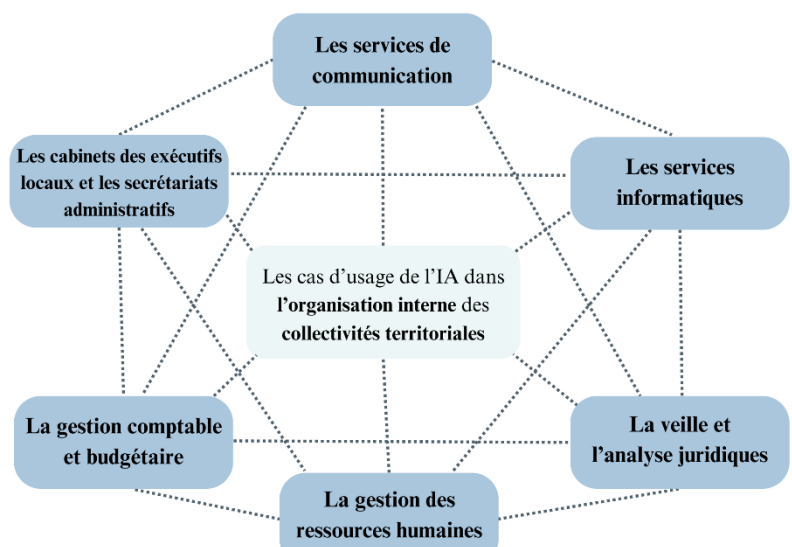 Les services de
communication
Les cabinets des exécutifs
locaux et les secrétariats
administratifs
Les services
informatiques
Les cas d'usage de l'IA dans
l'organisation interne des
collectivités territoriales
La gestion comptable
et budgétaire
La veille et
l'analyse juridiques
La gestion des
ressources humaines